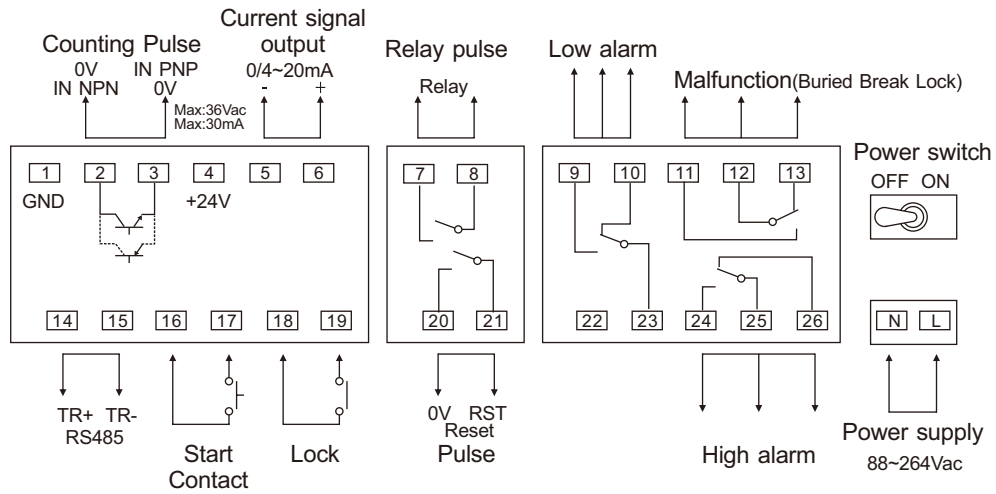 Counting Pulse
0V IN PNP
IN NPN 0V
Max:36Vac
Max:30mA
Current signal
output
0/4~20mA
- +
Relay pulse
Relay
Low alarm
Malfunction(Buried Break Lock)
Power switch
OFF ON
1 2 3 4 5 6
GND +24V
7 8
9 10 11 12 13
14 15 16 17 18 19
20 21
22 23 24 25 26
N L
TR+ TR-
RS485
Start
Contact
Lock
0V RST
Reset
Pulse
High alarm
Power supply
88~264Vac